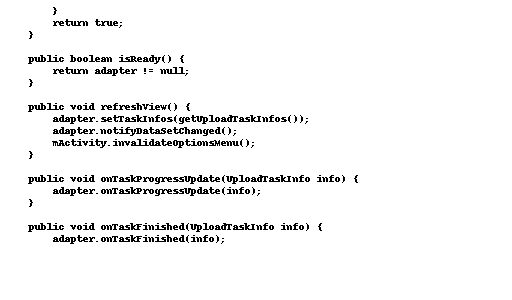 }
return true;
}
public boolean isReady() {
return adapter != null;
}
public void refreshView() {
adapter.setTaskInfos(getUploadTaskInfos());
adapter.notifyDataSetChanged();
mActivity.invalidateOptionsMenu();
}
public void onTaskProgressUpdate(UploadTaskInfo info) {
adapter.onTaskProgressUpdate(info);
}
public void onTaskFinished(UploadTaskInfo info) {
adapter.onTaskFinished(info);